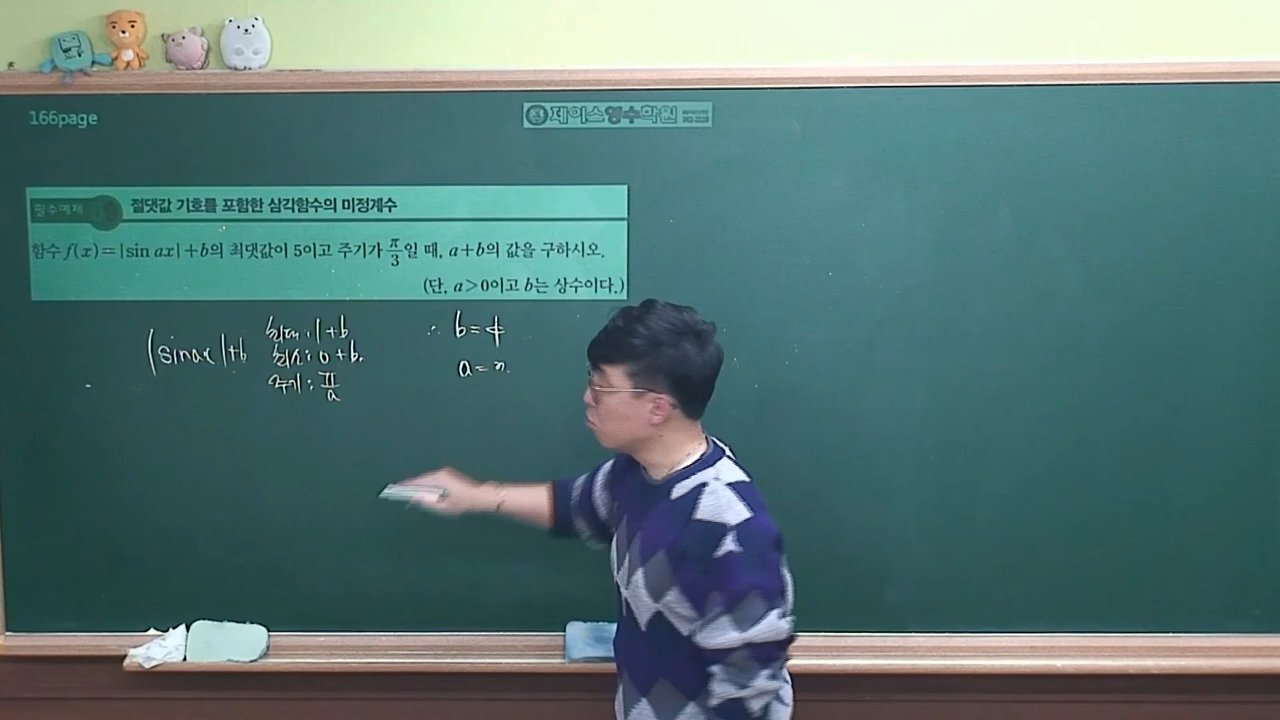 166page
제이스영수학원
필수예제 09 절댓값 기호를 포함한 삼각함수의 미정계수
함수 f(x)=|sin ax|+b의 최댓값이 5이고 주기가 π/3일 때, a+b의 값을 구하시오.
(단, a>0이고 b는 상수이다.)
|sin ax|+b
최대: 1+b
최소: 0+b.
주기: π/a
∴ b=4
a=3.